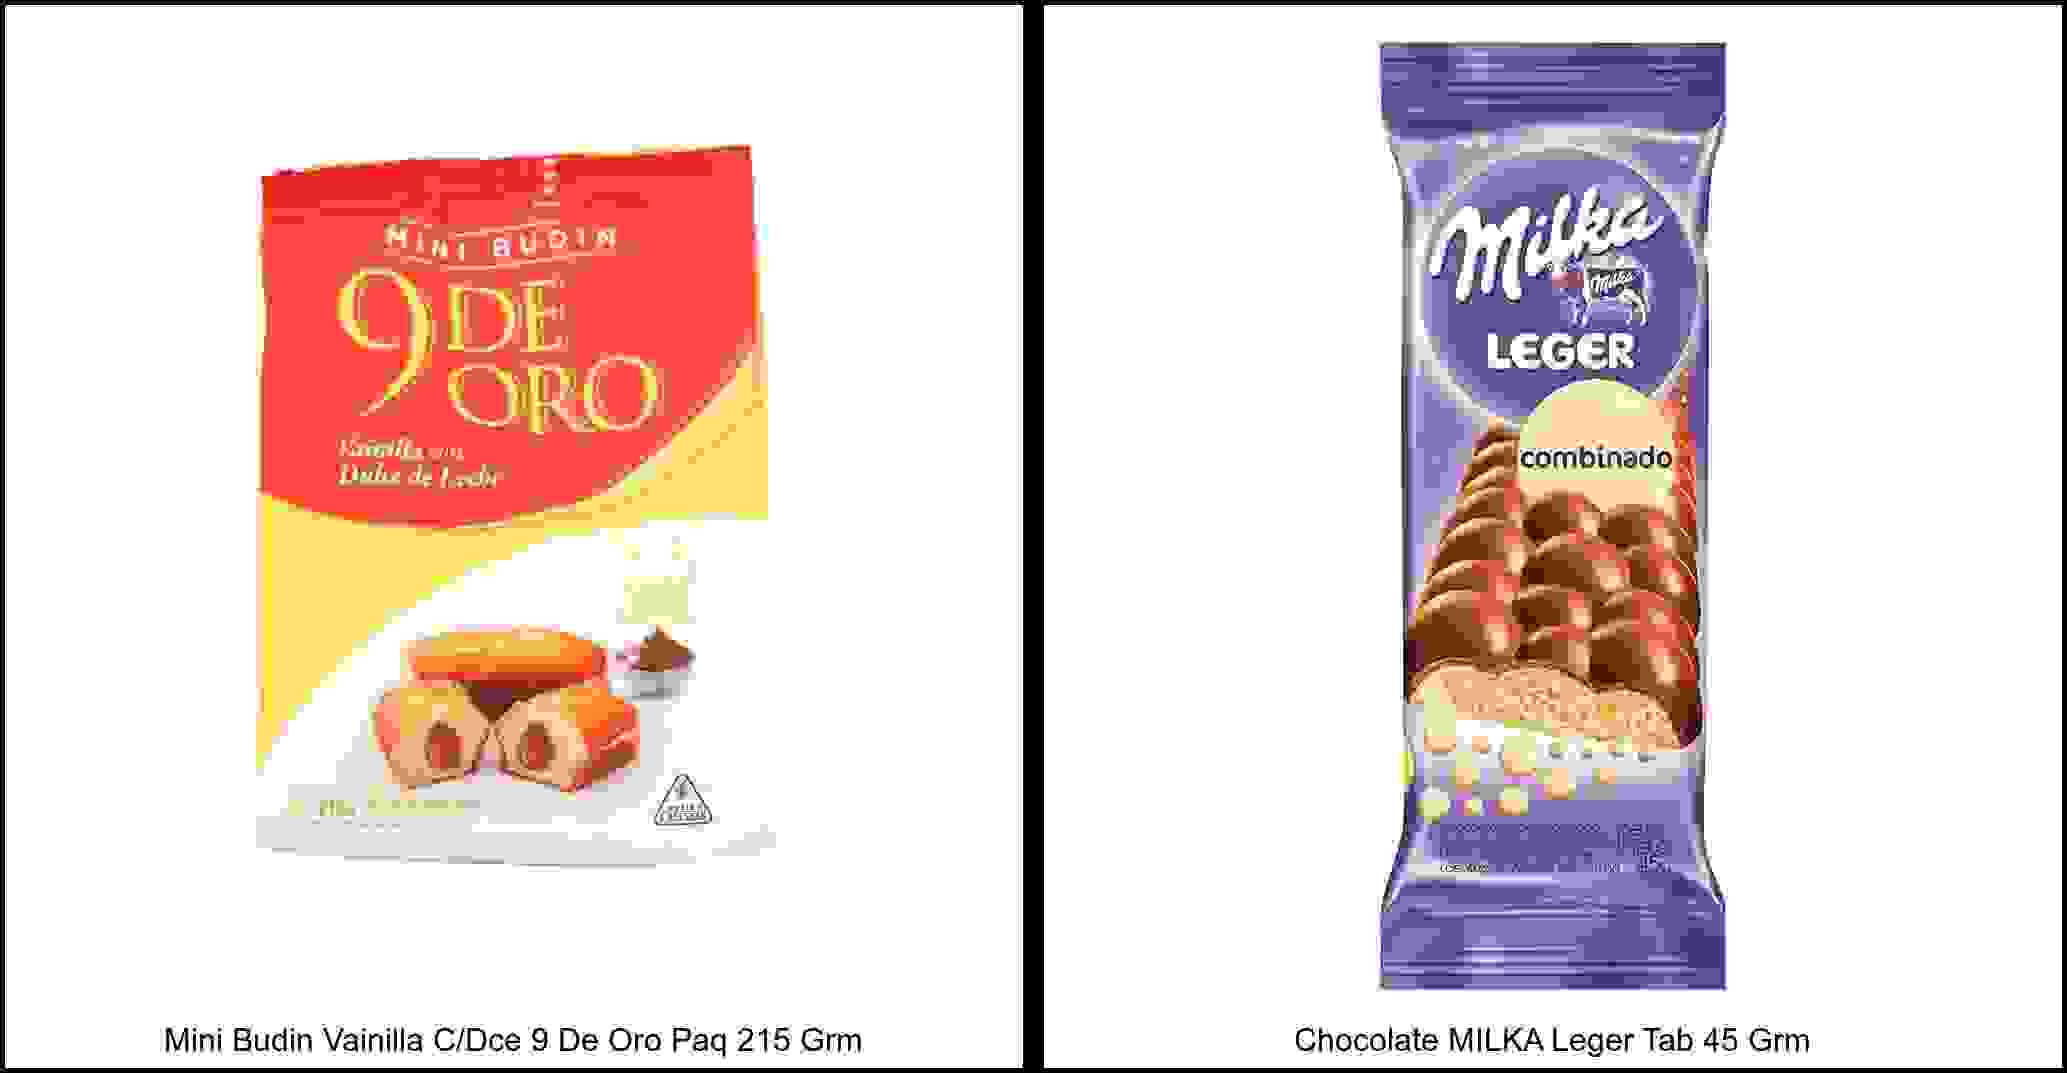 MINI BUDIN
9 DE
ORO
Vainilla con
Dulce de Leche
Mini Budin Vainilla C/Dce 9 De Oro Paq 215 Grm
Milka
Milka
LEGER
combinado
Chocolate MILKA Leger Tab 45 Grm